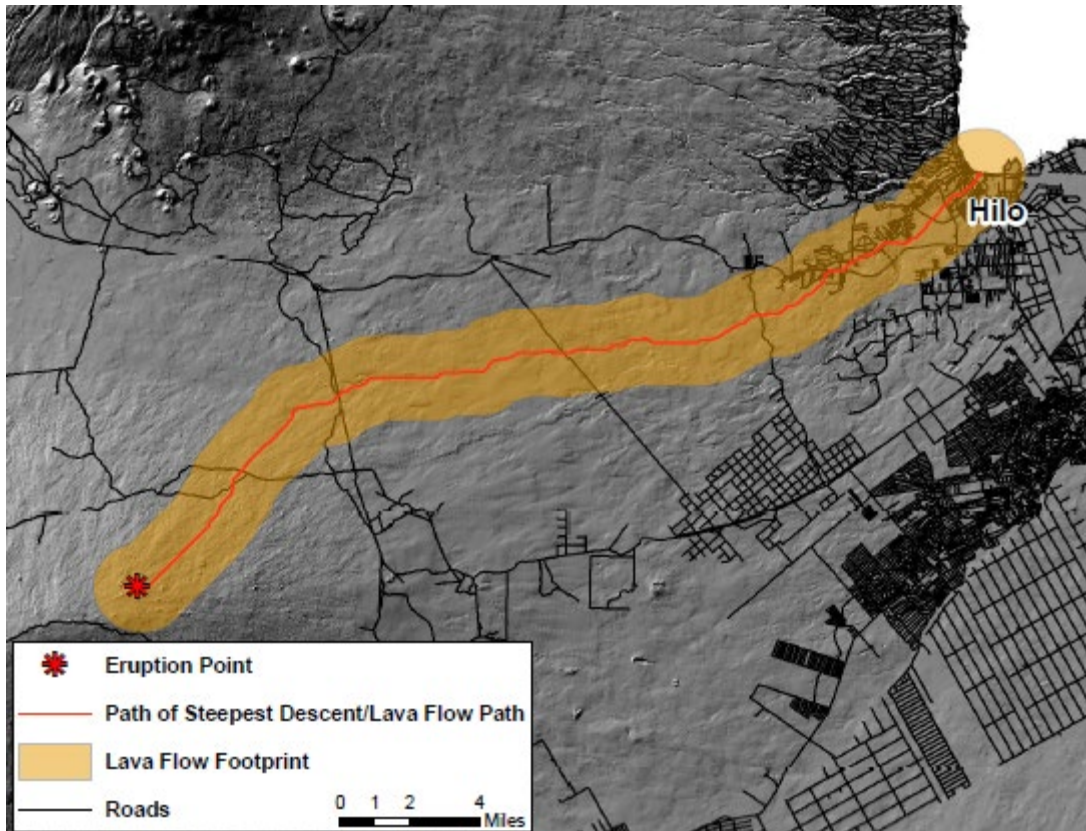 Hilo
Eruption Point
Path of Steepest Descent/Lava Flow Path
Lava Flow Footprint
Roads
0 1 2 4
Miles